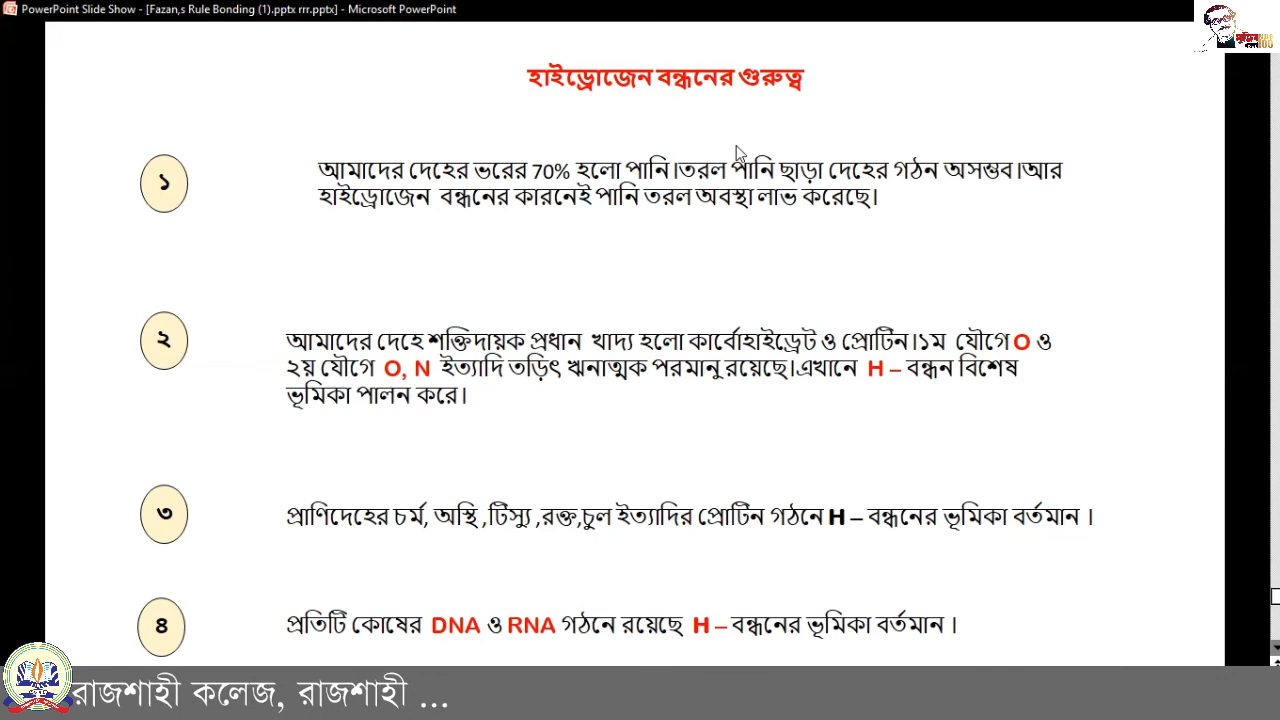 PowerPoint Slide Show - [Fazan,s Rule Bonding (1).pptx rrr.pptx] - Microsoft PowerPoint
100
হাইড্রোজেন বন্ধনের গুরুত্ব
১
আমাদের দেহের ভরের 70% হলো পানি।তরল পানি ছাড়া দেহের গঠন অসম্ভব।আর
হাইড্রোজেন বন্ধনের কারনেই পানি তরল অবস্থা লাভ করেছে।
২
আমাদের দেহে শক্তিদায়ক প্রধান খাদ্য হলো কার্বোহাইড্রেট ও প্রোটিন।১ম যৌগে O ও
২য় যৌগে O, N ইত্যাদি তড়িৎ ঋনাত্মক পরমানু রয়েছে।এখানে H – বন্ধন বিশেষ
ভূমিকা পালন করে।
৩
প্রাণিদেহের চর্ম, অস্থি ,টিস্যু ,রক্ত,চুল ইত্যাদির প্রোটিন গঠনে H – বন্ধনের ভূমিকা বর্তমান ।
৪
প্রতিটি কোষের DNA ও RNA গঠনে রয়েছে H – বন্ধনের ভূমিকা বর্তমান ।
রাজশাহী কলেজ, রাজশাহী ...